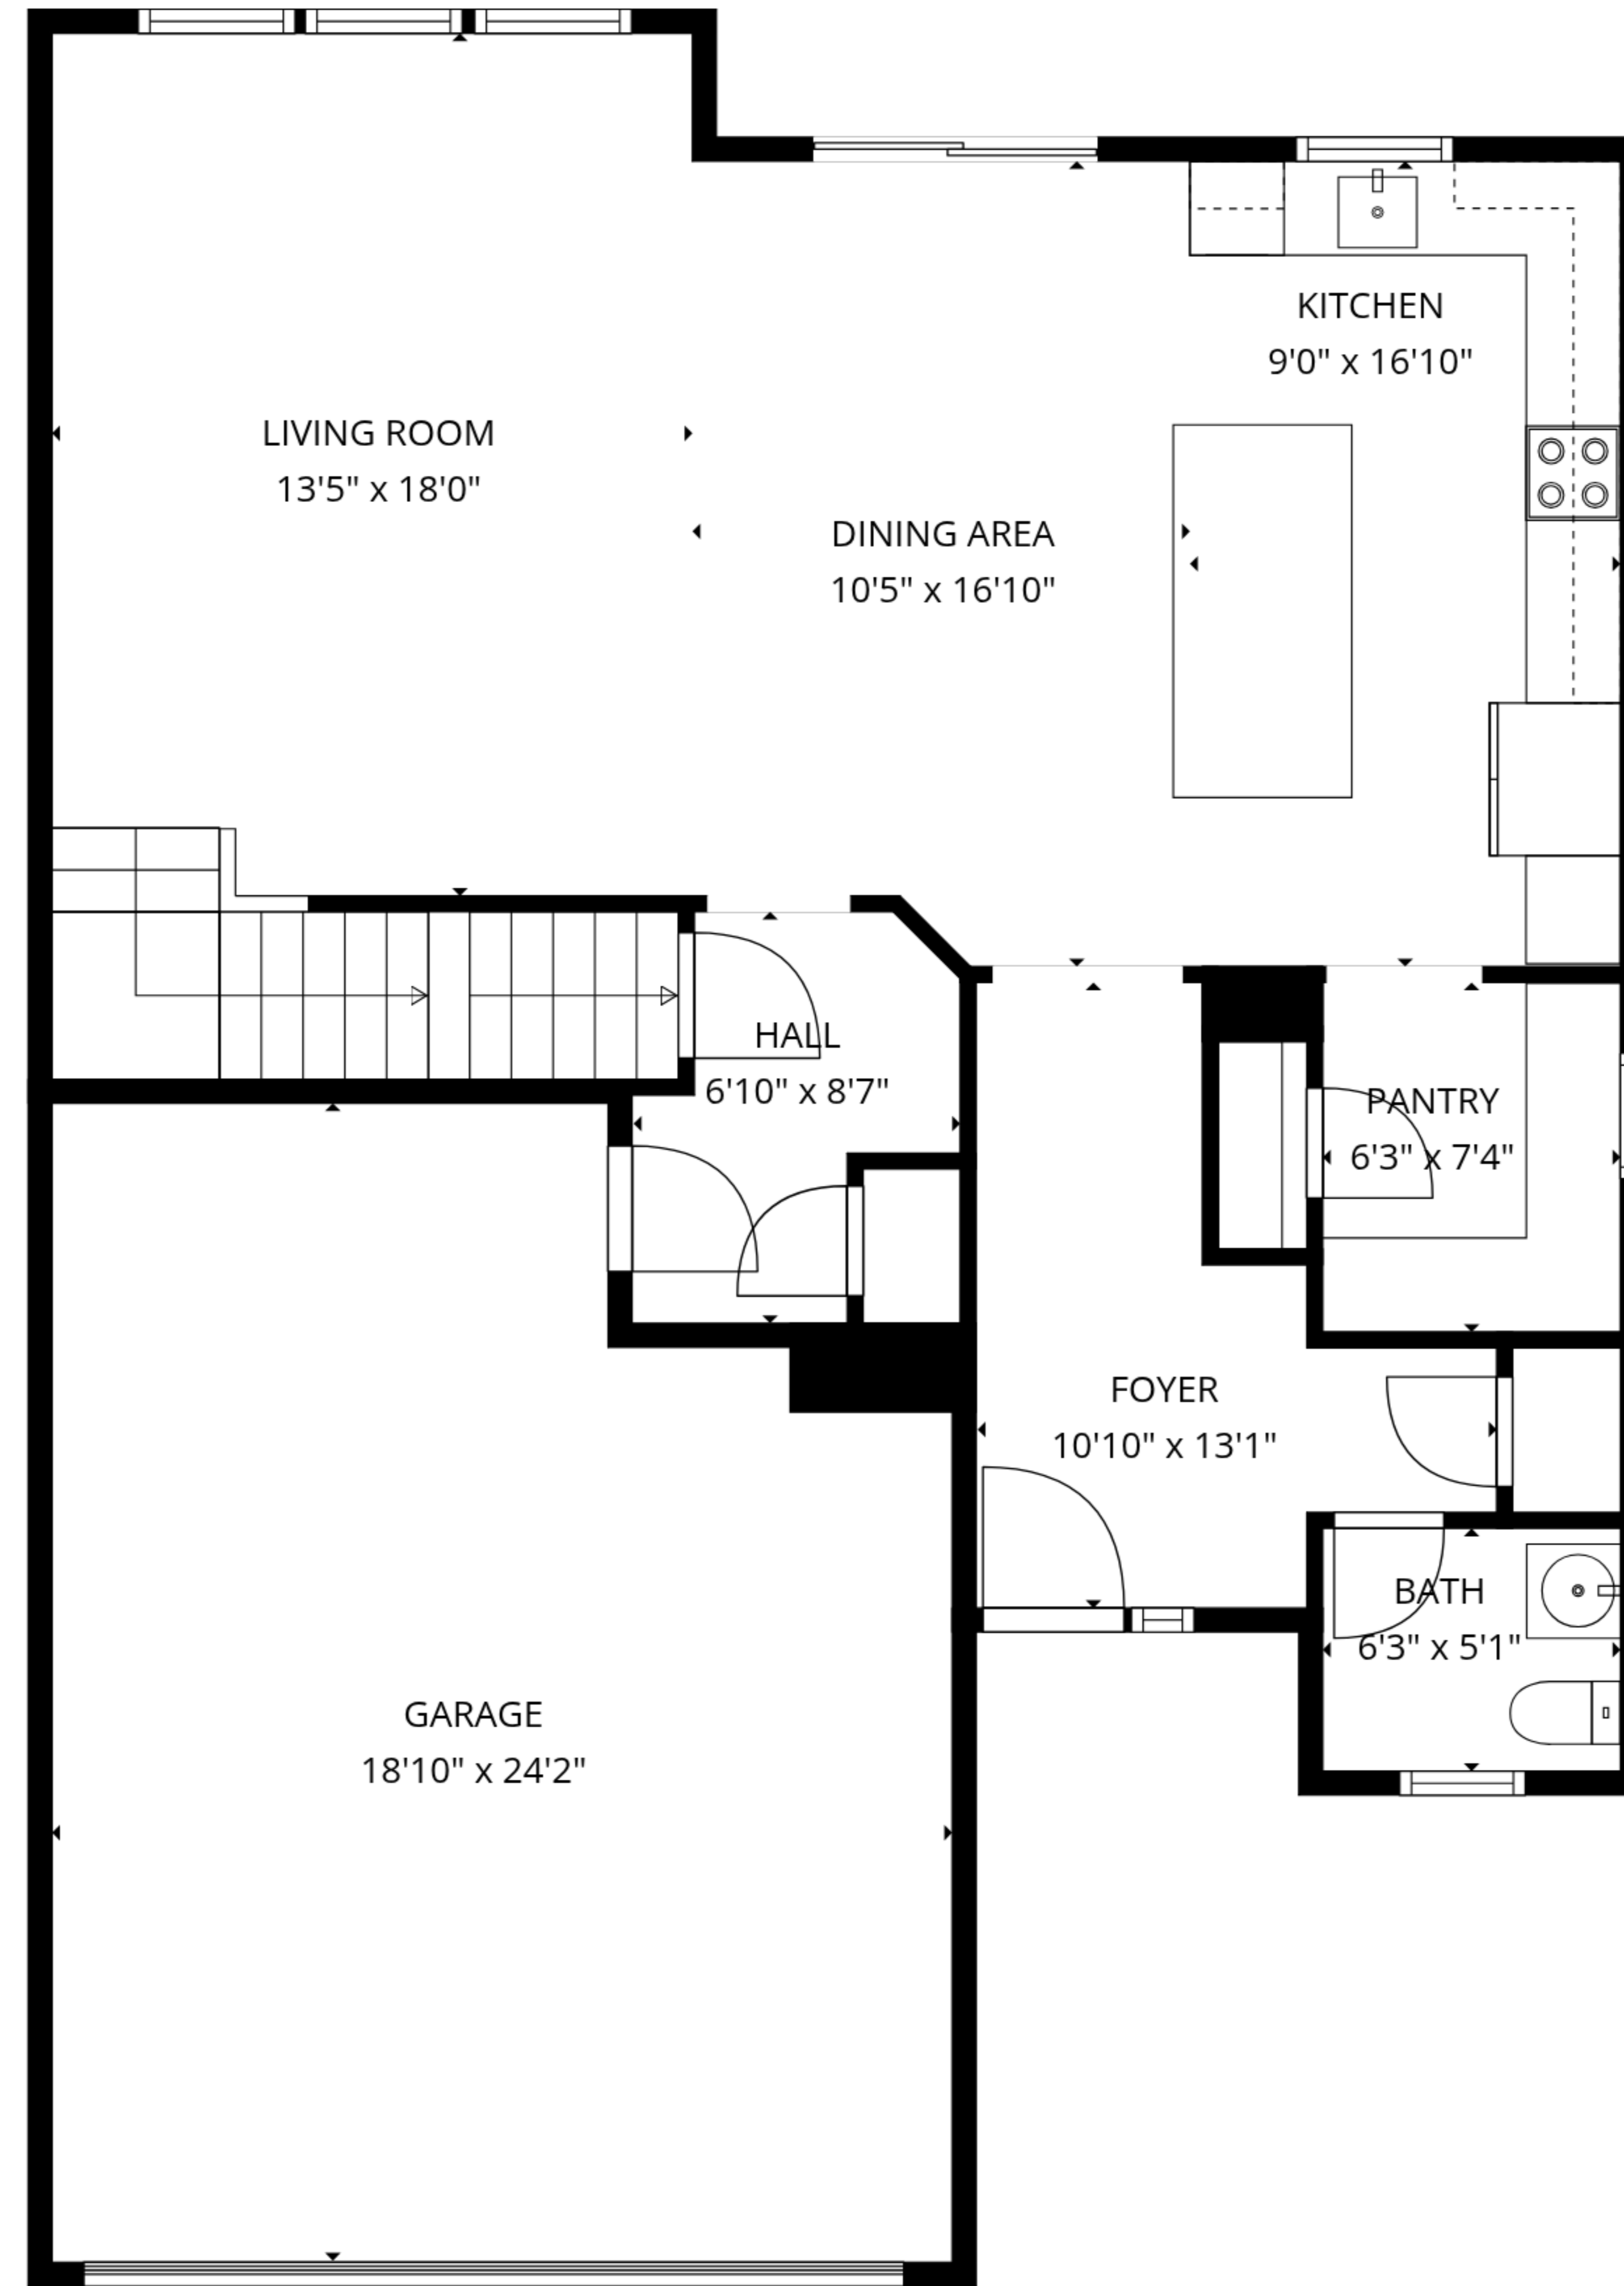 KITCHEN
9'0" x 16'10"
LIVING ROOM
13'5" x 18'0"
DINING AREA
10'5" x 16'10"
HALL
6'10" x 8'7"
PANTRY
6'3" x 7'4"
FOYER
10'10" x 13'1"
BATH
6'3" x 5'1"
GARAGE
18'10" x 24'2"